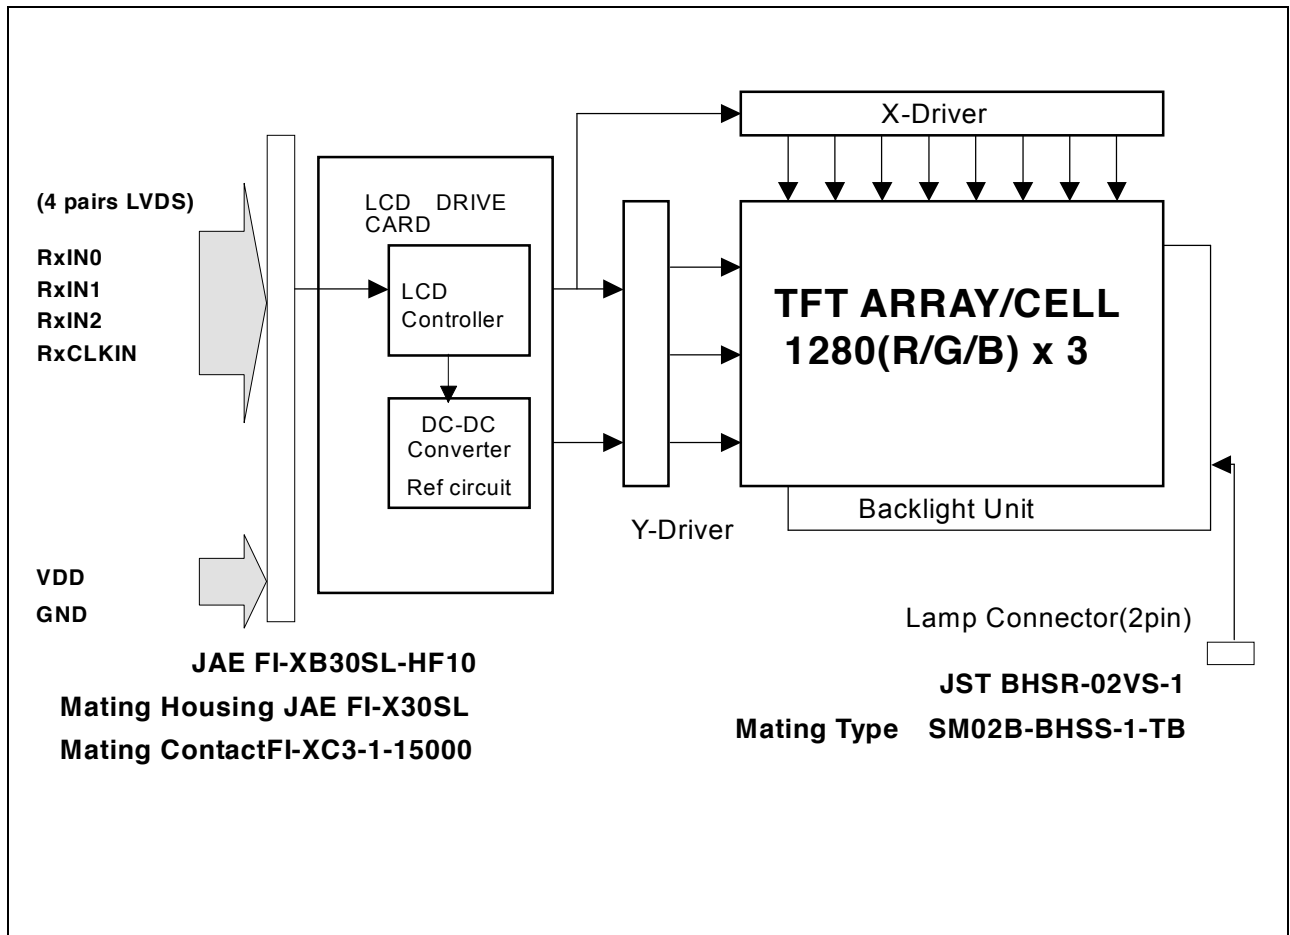 X-Driver
(4 pairs LVDS)
RxIN0
RxIN1
RxIN2
RxCLKIN
LCD DRIVE
CARD
LCD
Controller
DC-DC
Converter
Ref circuit
TFT ARRAY/CELL
1280(R/G/B) x 3
Backlight Unit
Y-Driver
VDD
GND
Lamp Connector(2pin)
JAE FI-XB30SL-HF10
Mating Housing JAE FI-X30SL
Mating ContactFI-XC3-1-15000
JST BHSR-02VS-1
Mating Type SM02B-BHSS-1-TB